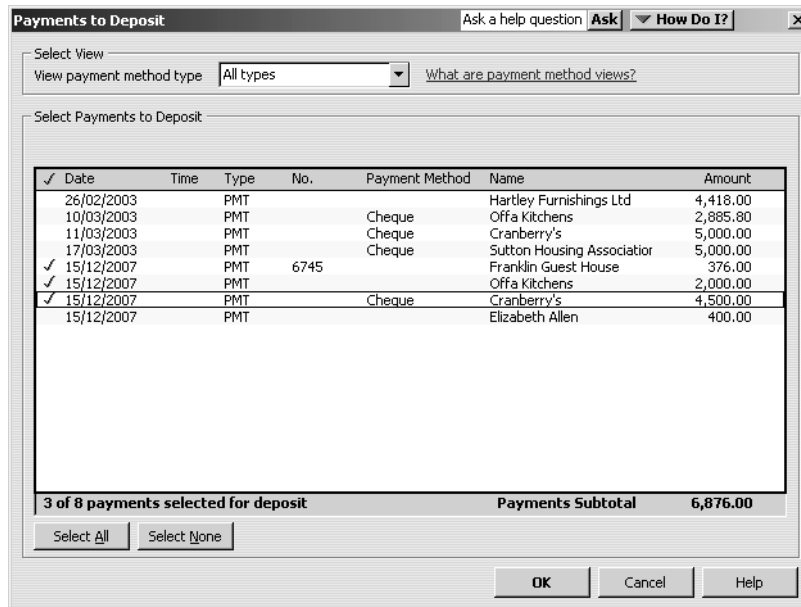 Payments to Deposit Ask a help question Ask How Do I? X
Select View
View payment method type All types What are payment method views?
Select Payments to Deposit
✓ Date Time Type No. Payment Method Name Amount
26/02/2003 PMT Hartley Furnishings Ltd 4,418.00
10/03/2003 PMT Cheque Offa Kitchens 2,885.80
11/03/2003 PMT Cheque Cranberry's 5,000.00
17/03/2003 PMT Cheque Sutton Housing Association 5,000.00
✓ 15/12/2007 PMT 6745 Franklin Guest House 376.00
✓ 15/12/2007 PMT Offa Kitchens 2,000.00
✓ 15/12/2007 PMT Cheque Cranberry's 4,500.00
15/12/2007 PMT Elizabeth Allen 400.00
3 of 8 payments selected for deposit Payments Subtotal 6,876.00
Select All Select None
OK Cancel Help